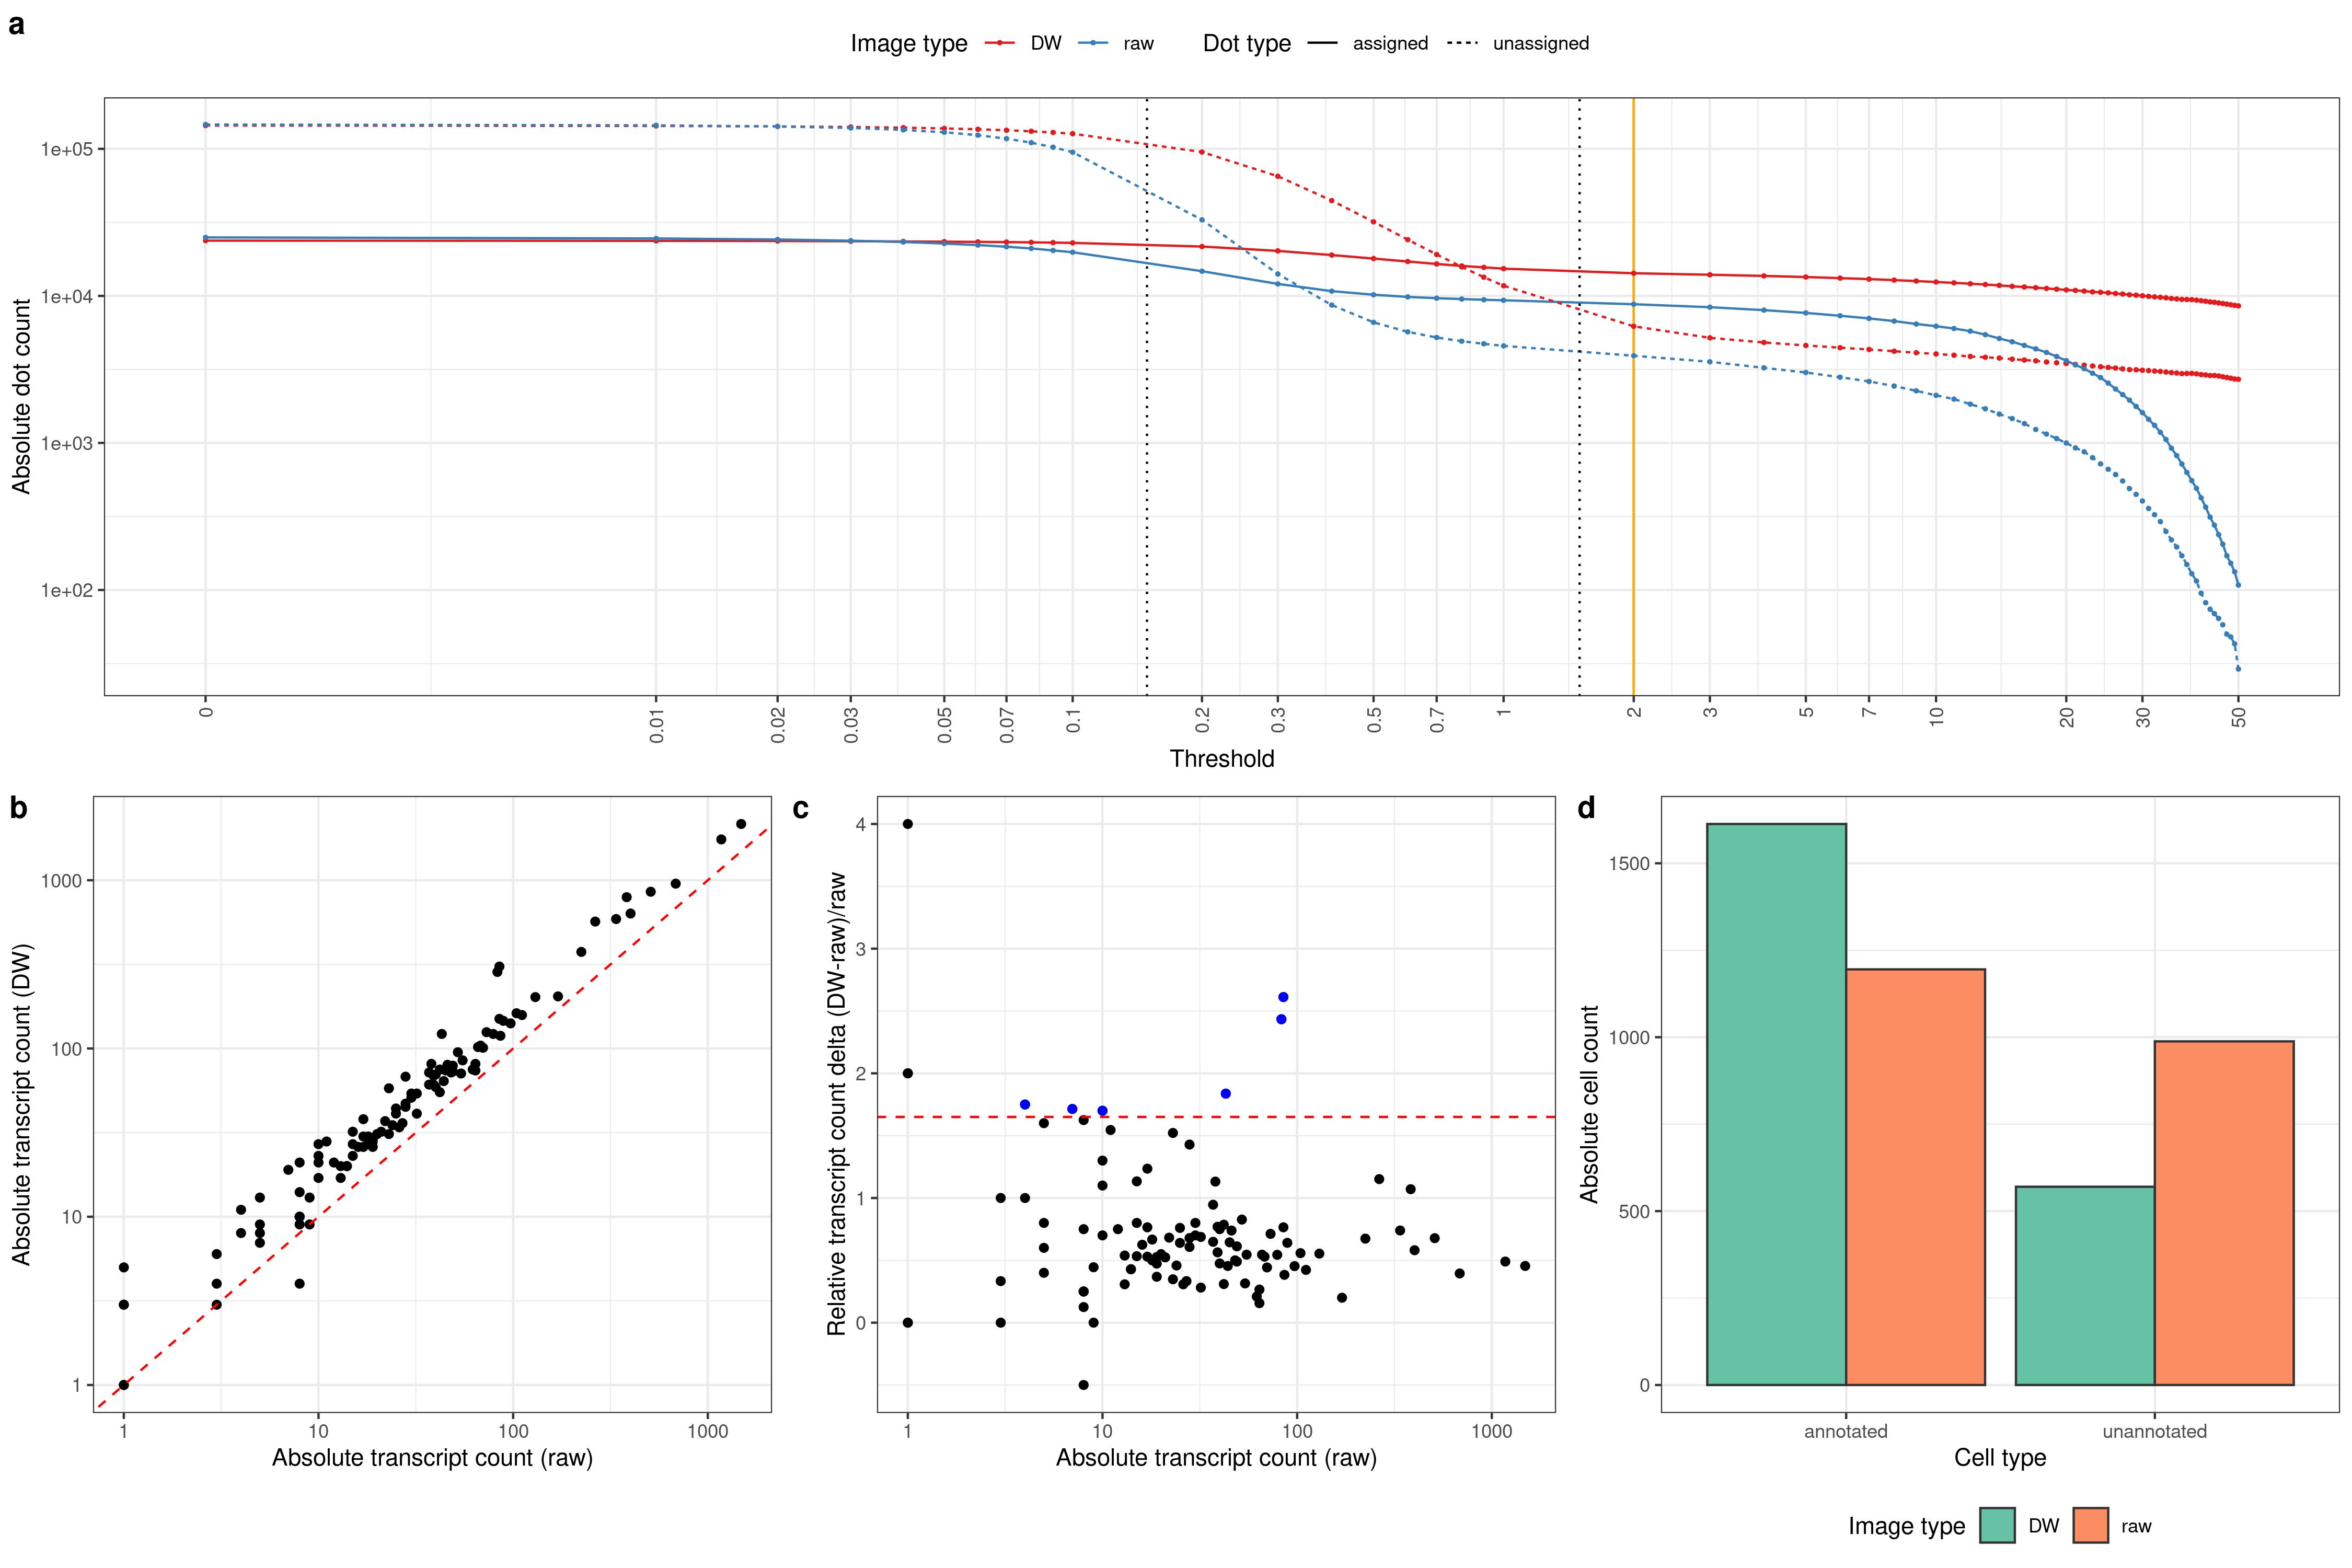 a
Image type DW raw Dot type assigned unassigned
1e+05
1e+04
1e+03
1e+02
Absolute dot count
0 0.01 0.02 0.03 0.05 0.07 0.1 0.2 0.3 0.5 0.7 1 2 3 5 7 10 20 30 50
Threshold
b
1000
100
10
1
Absolute transcript count (DW)
1 10 100 1000
Absolute transcript count (raw)
c
4
3
2
1
0
Relative transcript count delta (DW-raw)/raw
1 10 100 1000
Absolute transcript count (raw)
d
1500
1000
500
0
Absolute cell count
annotated unannotated
Cell type
Image type DW raw